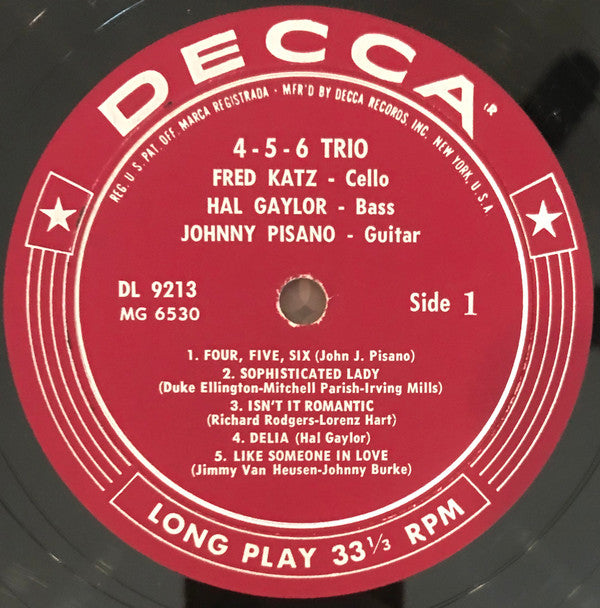 DECCA
®
REG. U.S. PAT. OFF. MARCA REGISTRADA • MFR'D BY DECCA RECORDS, INC. NEW YORK, U.S.A.
4-5-6 TRIO
FRED KATZ - Cello
HAL GAYLOR - Bass
JOHNNY PISANO - Guitar
DL 9213
MG 6530
Side 1
1. FOUR, FIVE, SIX (John J. Pisano)
2. SOPHISTICATED LADY
(Duke Ellington-Mitchell Parish-Irving Mills)
3. ISN'T IT ROMANTIC
(Richard Rodgers-Lorenz Hart)
4. DELIA (Hal Gaylor)
5. LIKE SOMEONE IN LOVE
(Jimmy Van Heusen-Johnny Burke)
LONG PLAY 33⅓ RPM